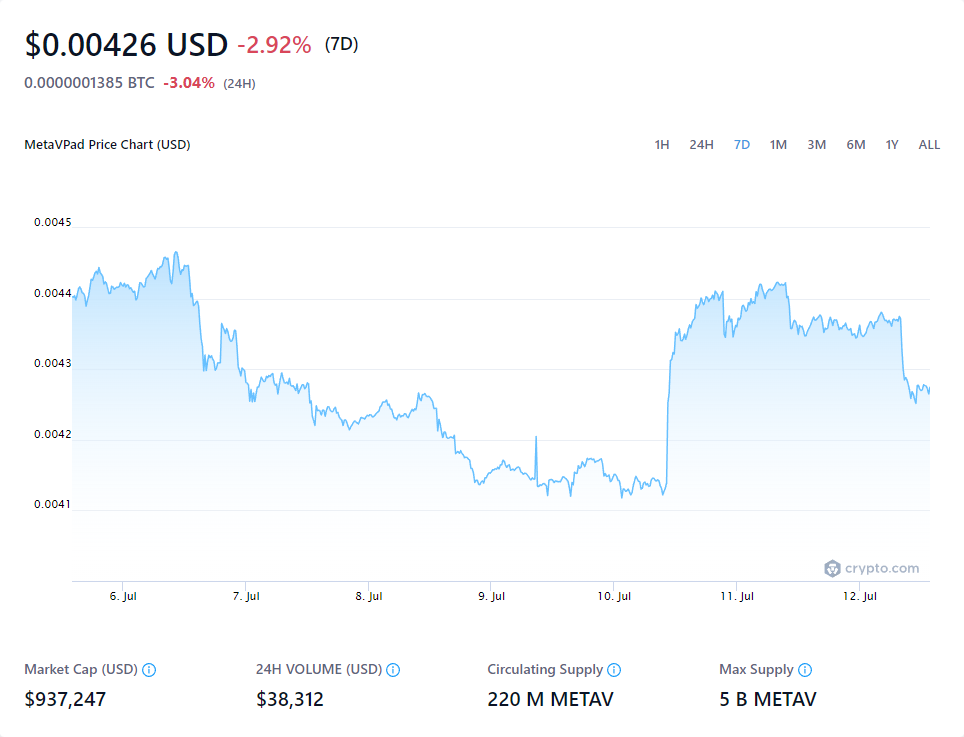 $0.00426 USD -2.92% (7D)
0.0000001385 BTC -3.04% (24H)
MetaVPad Price Chart (USD) 1H 24H 7D 1M 3M 6M 1Y ALL
0.0045
0.0044
0.0043
0.0042
0.0041
crypto.com
6. Jul 7. Jul 8. Jul 9. Jul 10. Jul 11. Jul 12. Jul
Market Cap (USD) 24H VOLUME (USD) Circulating Supply Max Supply
$937,247 $38,312 220 M METAV 5 B METAV